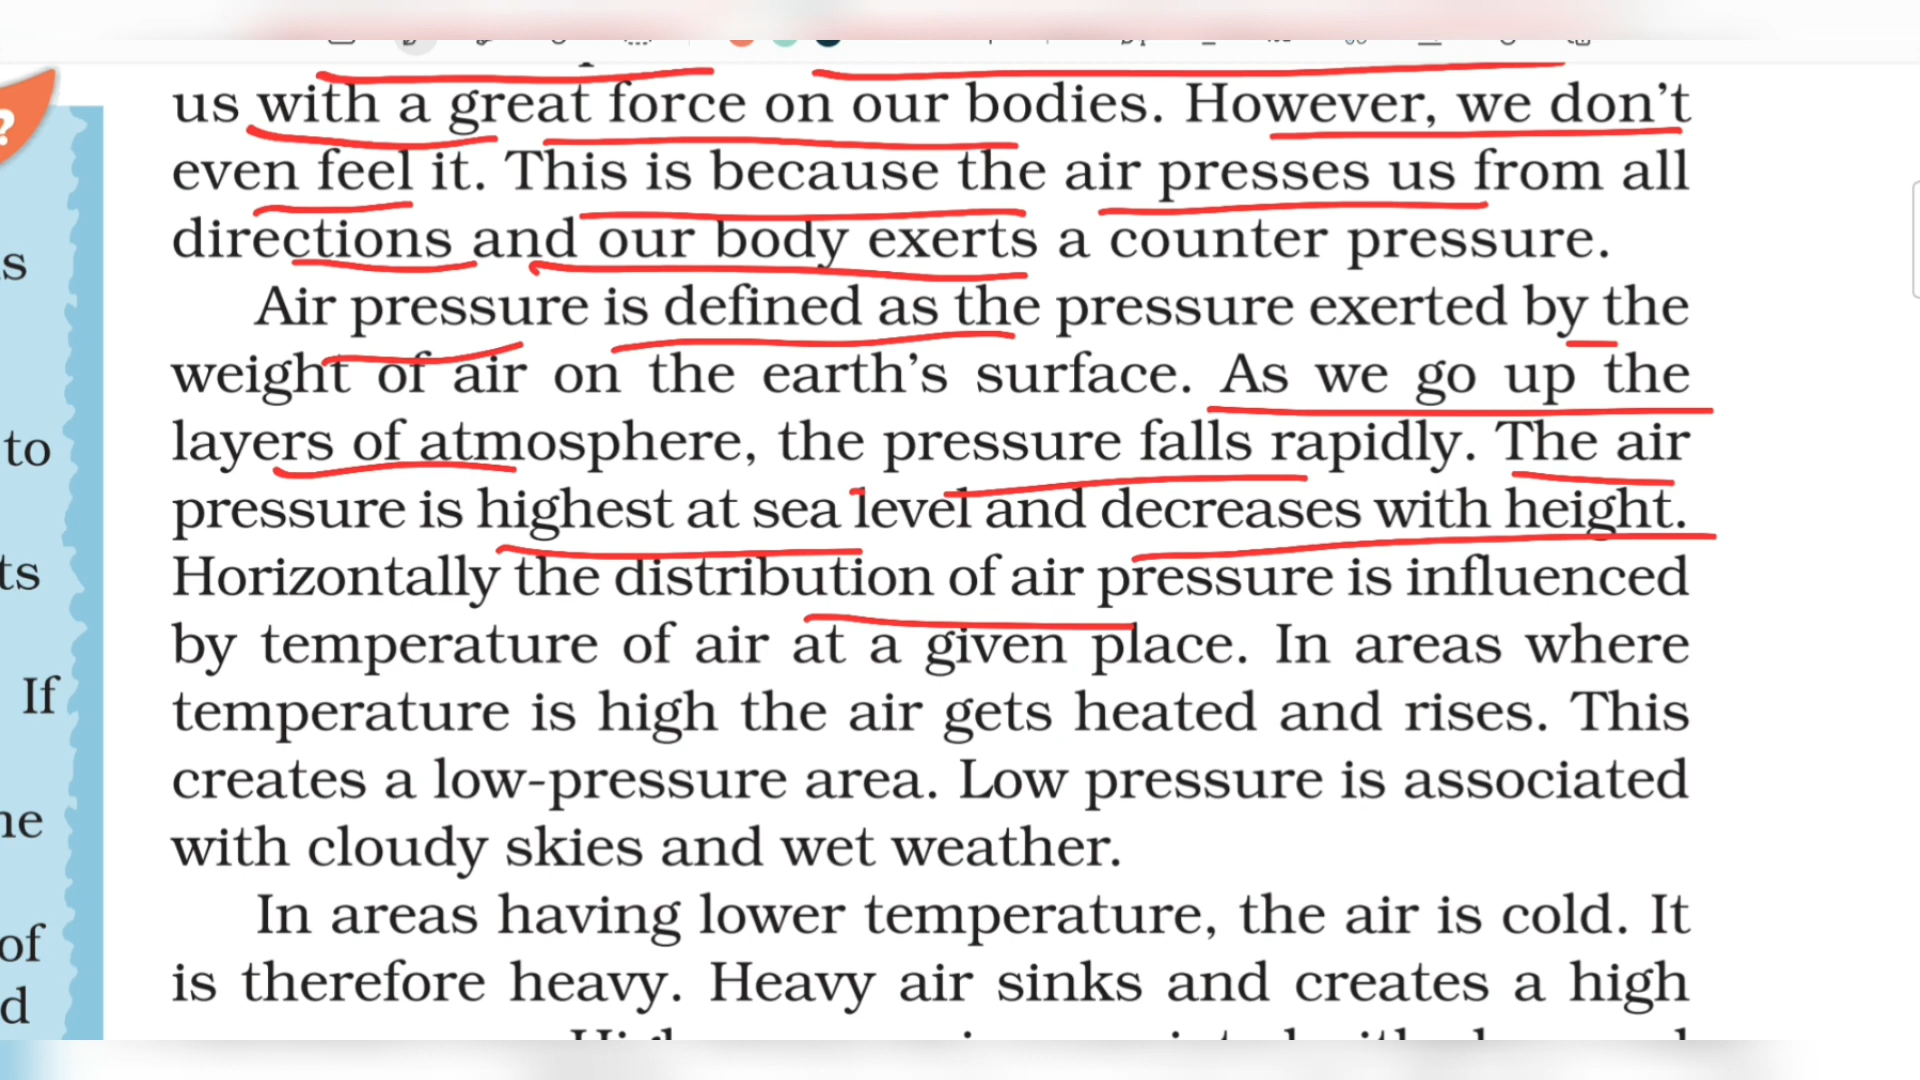 us with a great force on our bodies. However, we don't
even feel it. This is because the air presses us from all
directions and our body exerts a counter pressure.
Air pressure is defined as the pressure exerted by the
weight of air on the earth's surface. As we go up the
layers of atmosphere, the pressure falls rapidly. The air
pressure is highest at sea level and decreases with height.
Horizontally the distribution of air pressure is influenced
by temperature of air at a given place. In areas where
temperature is high the air gets heated and rises. This
creates a low-pressure area. Low pressure is associated
with cloudy skies and wet weather.
In areas having lower temperature, the air is cold. It
is therefore heavy. Heavy air sinks and creates a high
?
to
If
of